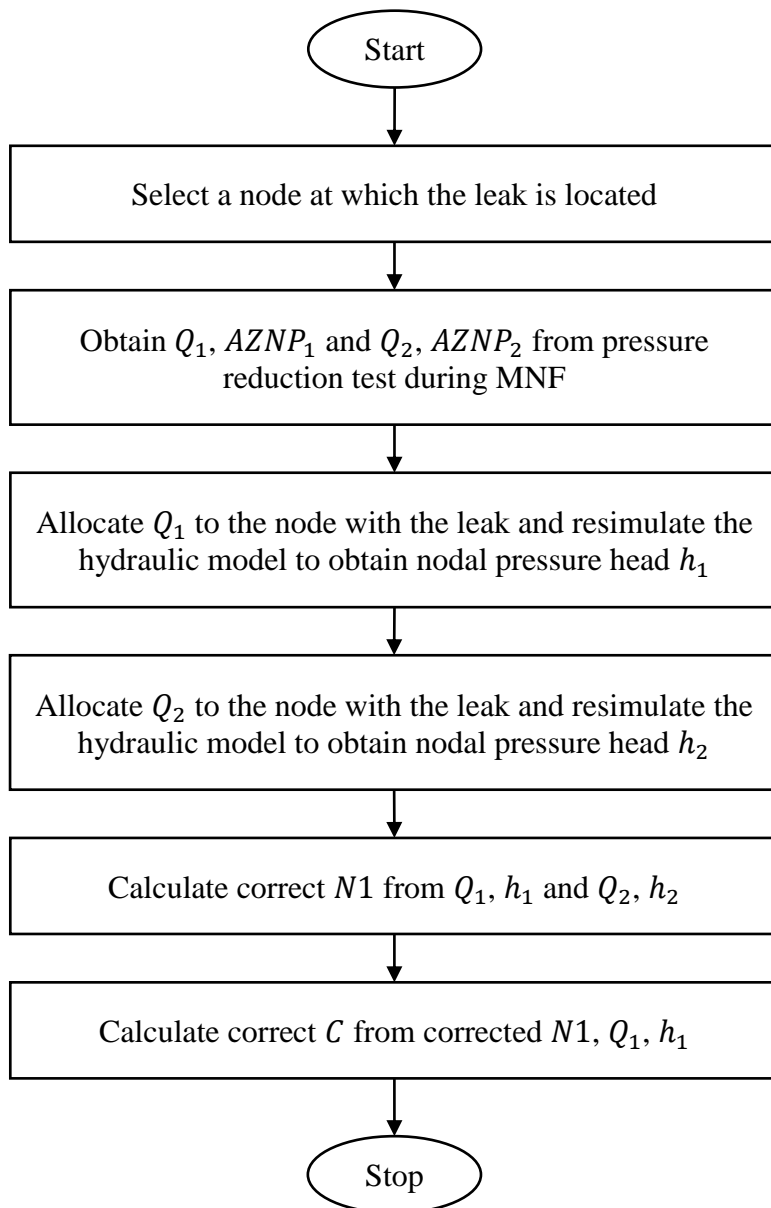 Start
Select a node at which the leak is located
Obtain Q₁, AZNP₁ and Q₂, AZNP₂ from pressure
reduction test during MNF
Allocate Q₁ to the node with the leak and resimulate the
hydraulic model to obtain nodal pressure head h₁
Allocate Q₂ to the node with the leak and resimulate the
hydraulic model to obtain nodal pressure head h₂
Calculate correct N1 from Q₁, h₁ and Q₂, h₂
Calculate correct C from corrected N1, Q₁, h₁
Stop